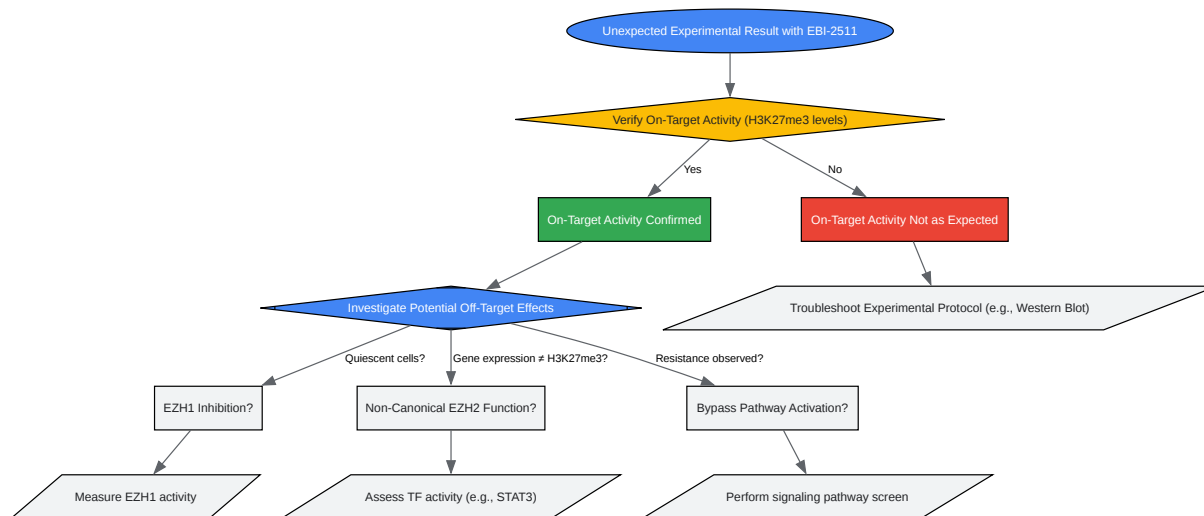 Unexpected Experimental Result with EBI-2511
Verify On-Target Activity (H3K27me3 levels)
Yes
No
On-Target Activity Confirmed
On-Target Activity Not as Expected
Investigate Potential Off-Target Effects
Troubleshoot Experimental Protocol (e.g., Western Blot)
Quiescent cells?
Gene expression ≠ H3K27me3?
Resistance observed?
EZH1 Inhibition?
Non-Canonical EZH2 Function?
Bypass Pathway Activation?
Measure EZH1 activity
Assess TF activity (e.g., STAT3)
Perform signaling pathway screen